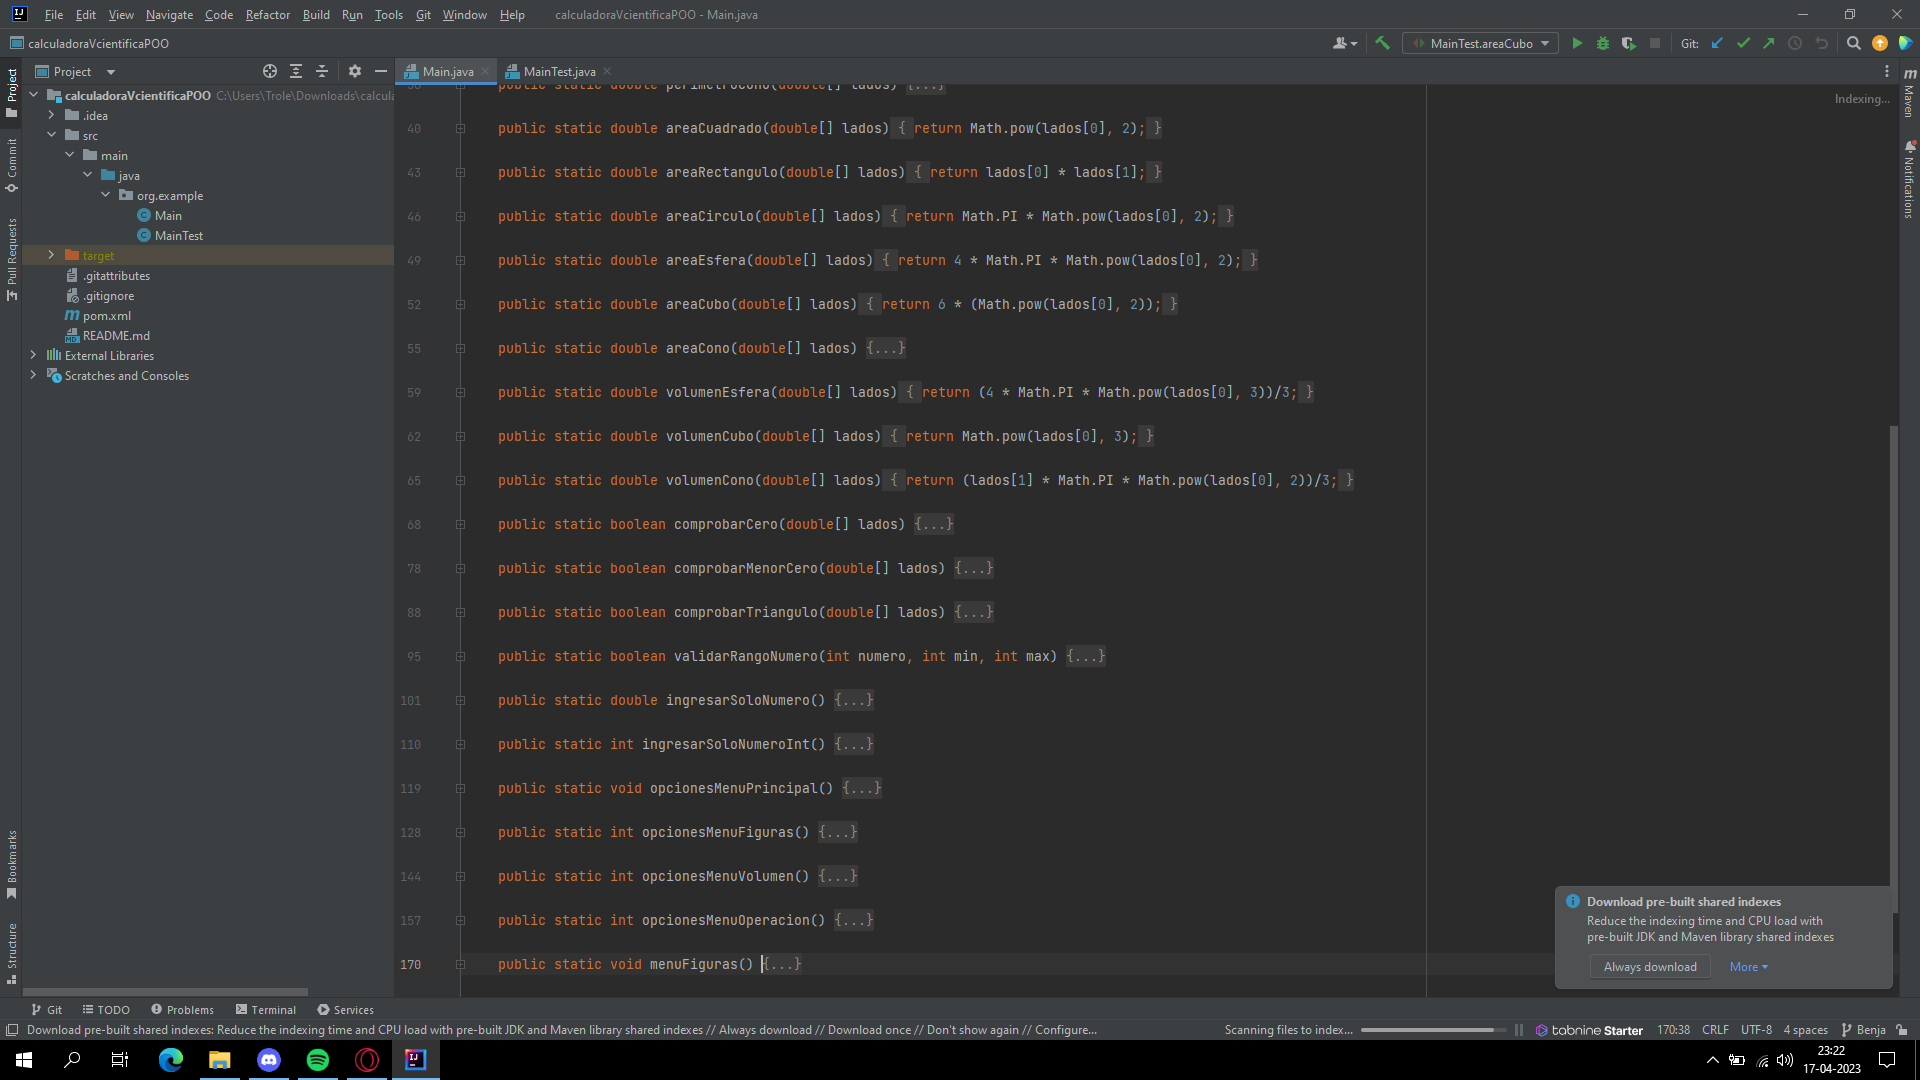 File Edit View Navigate Code Refactor Build Run Tools Git Window Help calculadoraVcientificaPOO - Main.java
calculadoraVcientificaPOO MainTest.areaCubo Git:
Project Main.java MainTest.java
calculadoraVcientificaPOO C:\Users\Trole\Downloads\calcula
.idea
src
main
java
org.example
Main
MainTest
target
.gitattributes
.gitignore
pom.xml
README.md
External Libraries
Scratches and Consoles
Project
Commit
Pull Requests
Bookmarks
Structure
Indexing...
public static double perimetroCono(double[] lados) {...}
40 public static double areaCuadrado(double[] lados) { return Math.pow(lados[0], 2); }
43 public static double areaRectangulo(double[] lados) { return lados[0] * lados[1]; }
46 public static double areaCirculo(double[] lados) { return Math.PI * Math.pow(lados[0], 2); }
49 public static double areaEsfera(double[] lados) { return 4 * Math.PI * Math.pow(lados[0], 2); }
52 public static double areaCubo(double[] lados) { return 6 * (Math.pow(lados[0], 2)); }
55 public static double areaCono(double[] lados) {...}
59 public static double volumenEsfera(double[] lados) { return (4 * Math.PI * Math.pow(lados[0], 3))/3; }
62 public static double volumenCubo(double[] lados) { return Math.pow(lados[0], 3); }
65 public static double volumenCono(double[] lados) { return (lados[1] * Math.PI * Math.pow(lados[0], 2))/3; }
68 public static boolean comprobarCero(double[] lados) {...}
78 public static boolean comprobarMenorCero(double[] lados) {...}
88 public static boolean comprobarTriangulo(double[] lados) {...}
95 public static boolean validarRangoNumero(int numero, int min, int max) {...}
101 public static double ingresarSoloNumero() {...}
110 public static int ingresarSoloNumeroInt() {...}
119 public static void opcionesMenuPrincipal() {...}
128 public static int opcionesMenuFiguras() {...}
144 public static int opcionesMenuVolumen() {...}
157 public static int opcionesMenuOperacion() {...}
170 public static void menuFiguras() {...}
Maven
Notifications
Download pre-built shared indexes
Reduce the indexing time and CPU load with
pre-built JDK and Maven library shared indexes
Always download More
Git TODO Problems Terminal Services
Download pre-built shared indexes: Reduce the indexing time and CPU load with pre-built JDK and Maven library shared indexes // Always download // Download once // Don't show again // Configure... Scanning files to index... tabnine Starter 170:38 CRLF UTF-8 4 spaces Benja
23:22
17-04-2023